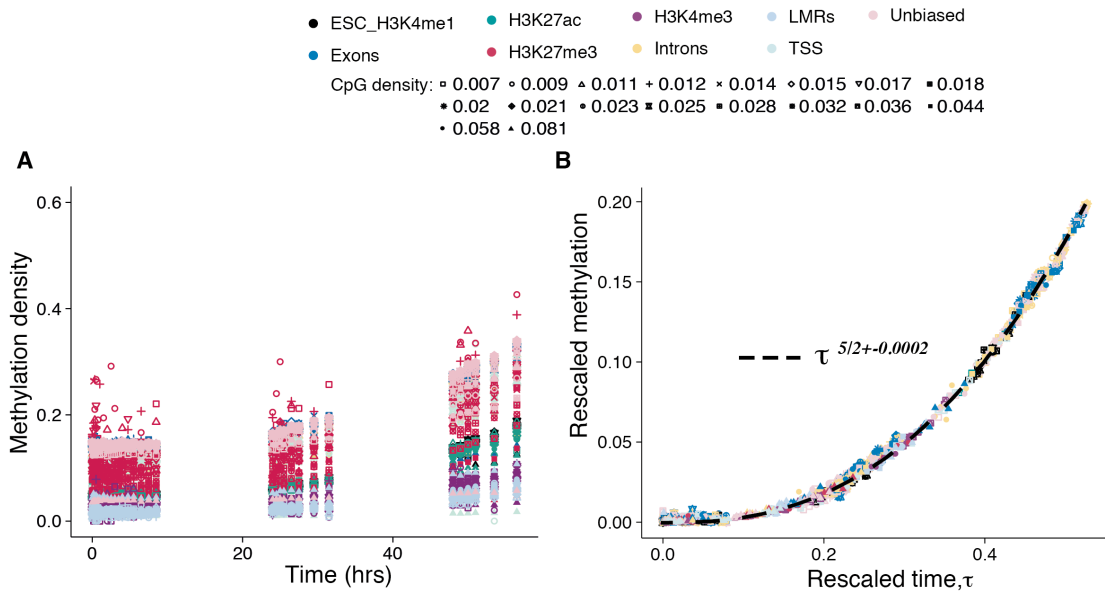 ESC_H3K4me1 H3K27ac H3K4me3 LMRs Unbiased
Exons H3K27me3 Introns TSS
CpG density: 0.007 0.009 0.011 0.012 0.014 0.015 0.017 0.018
0.02 0.021 0.023 0.025 0.028 0.032 0.036 0.044
0.058 0.081
A
Methylation density
0.6
0.4
0.2
0.0
0 20 40
Time (hrs)
B
Rescaled methylation
0.20
0.15
0.10
0.05
0.00
τ 5/2+-0.0002
0.0 0.2 0.4
Rescaled time,τ